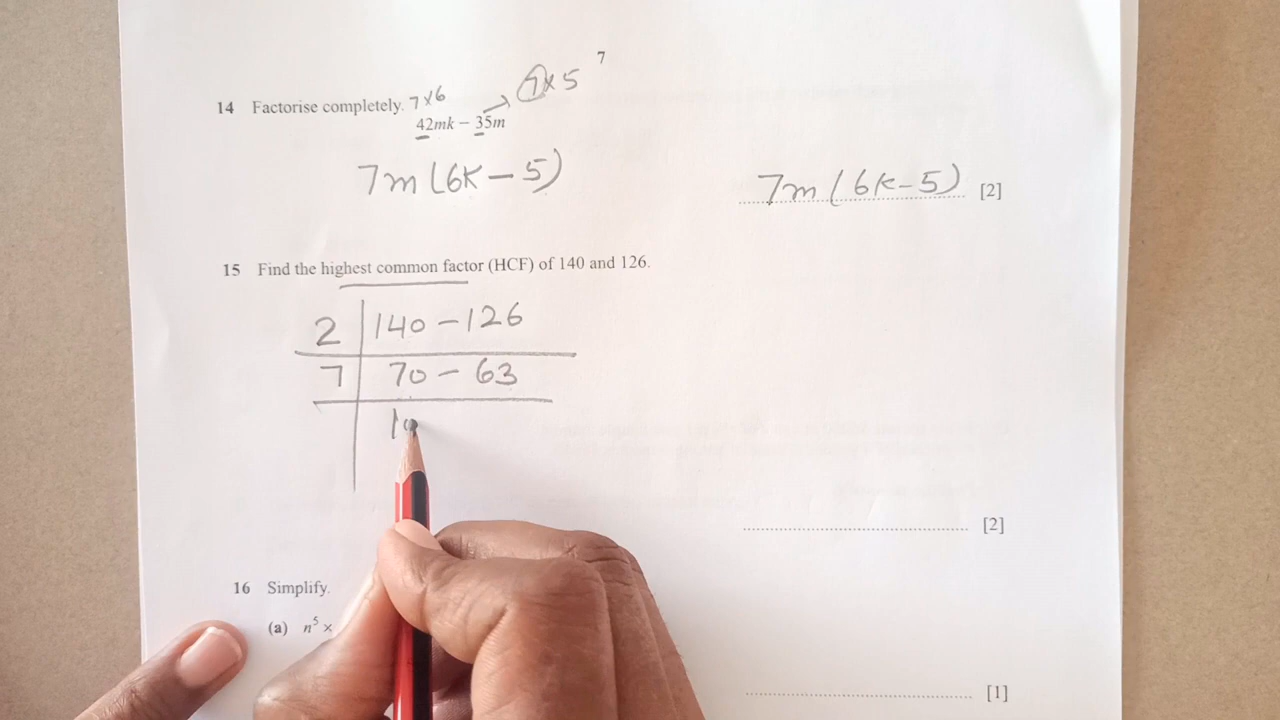 7
14 Factorise completely. 7 x 6
42mk – 35m → 7 x 5
7m (6k – 5)
7m (6k – 5) [2]
15 Find the highest common factor (HCF) of 140 and 126.
2 140 – 126
7 70 – 63
10
[2]
16 Simplify.
(a) n⁵ ×
[1]